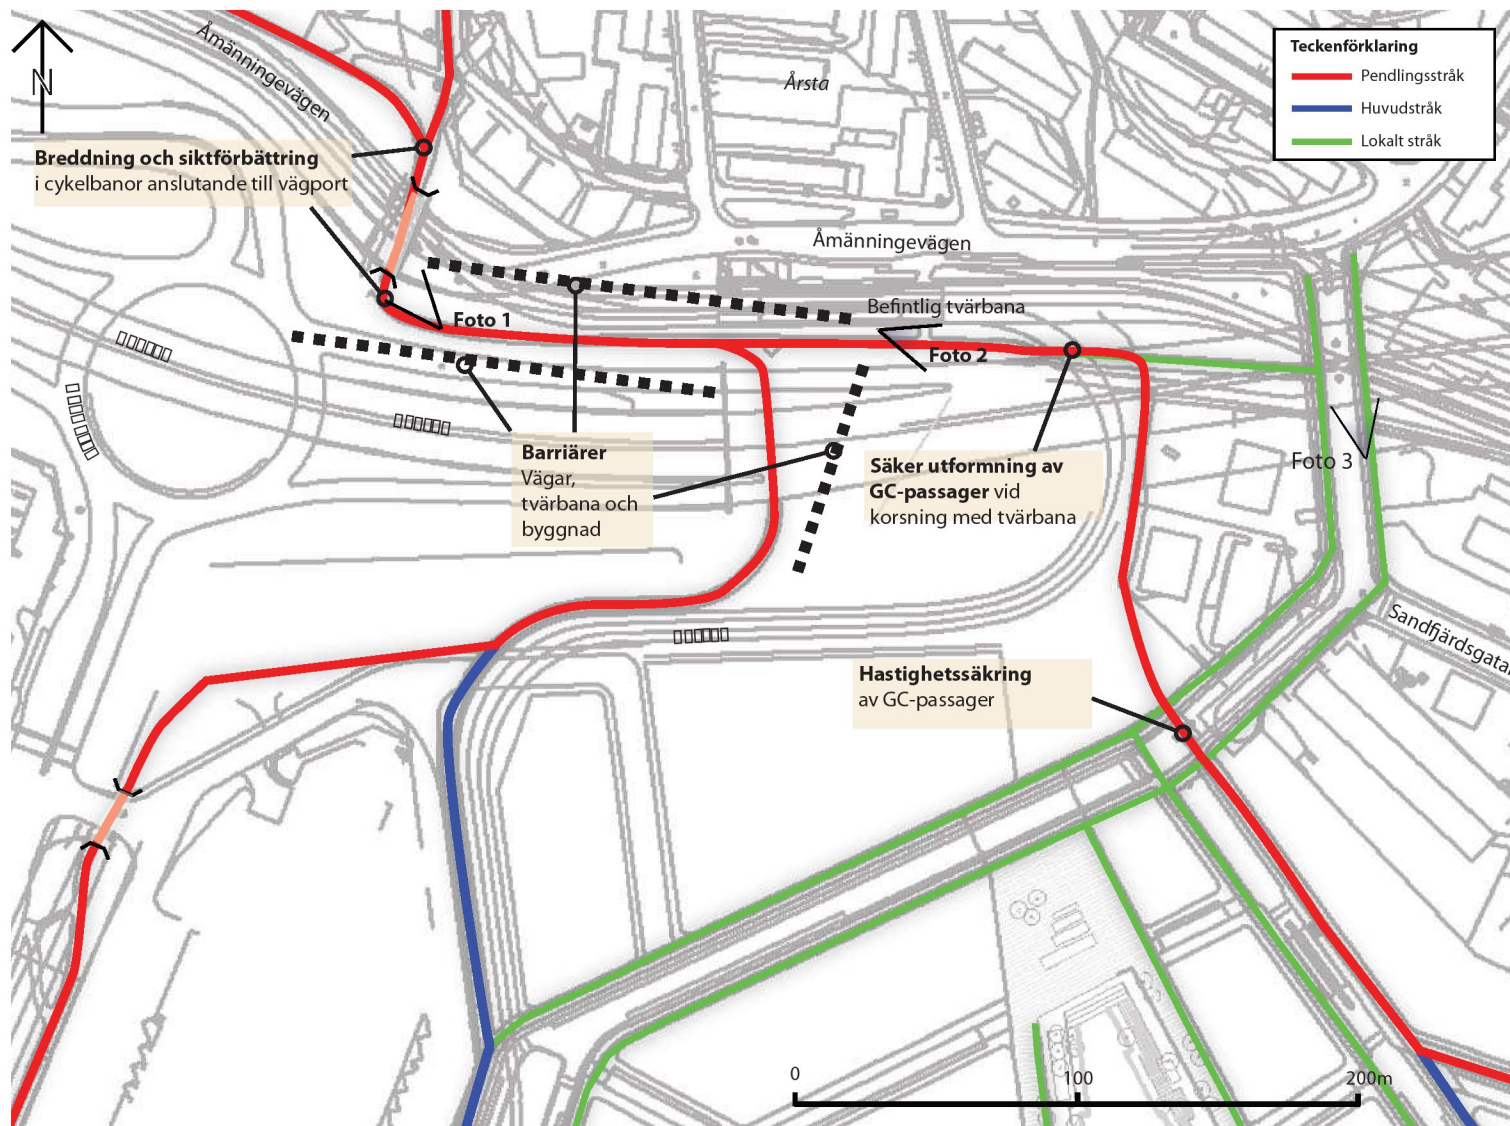 Åmänningevägen
N
Årsta
Teckenförklaring
Pendlingsstråk
Huvudstråk
Lokalt stråk
Breddning och siktförbättring
i cykelbanor anslutande till vägport
Åmänningevägen
Befintlig tvärbana
Foto 1
Foto 2
Barriärer
Vägar,
tvärbana och
byggnad
Säker utformning av
GC-passager vid
korsning med tvärbana
Foto 3
Sandfjärdsgatan
Hastighetssäkring
av GC-passager
0
100
200m